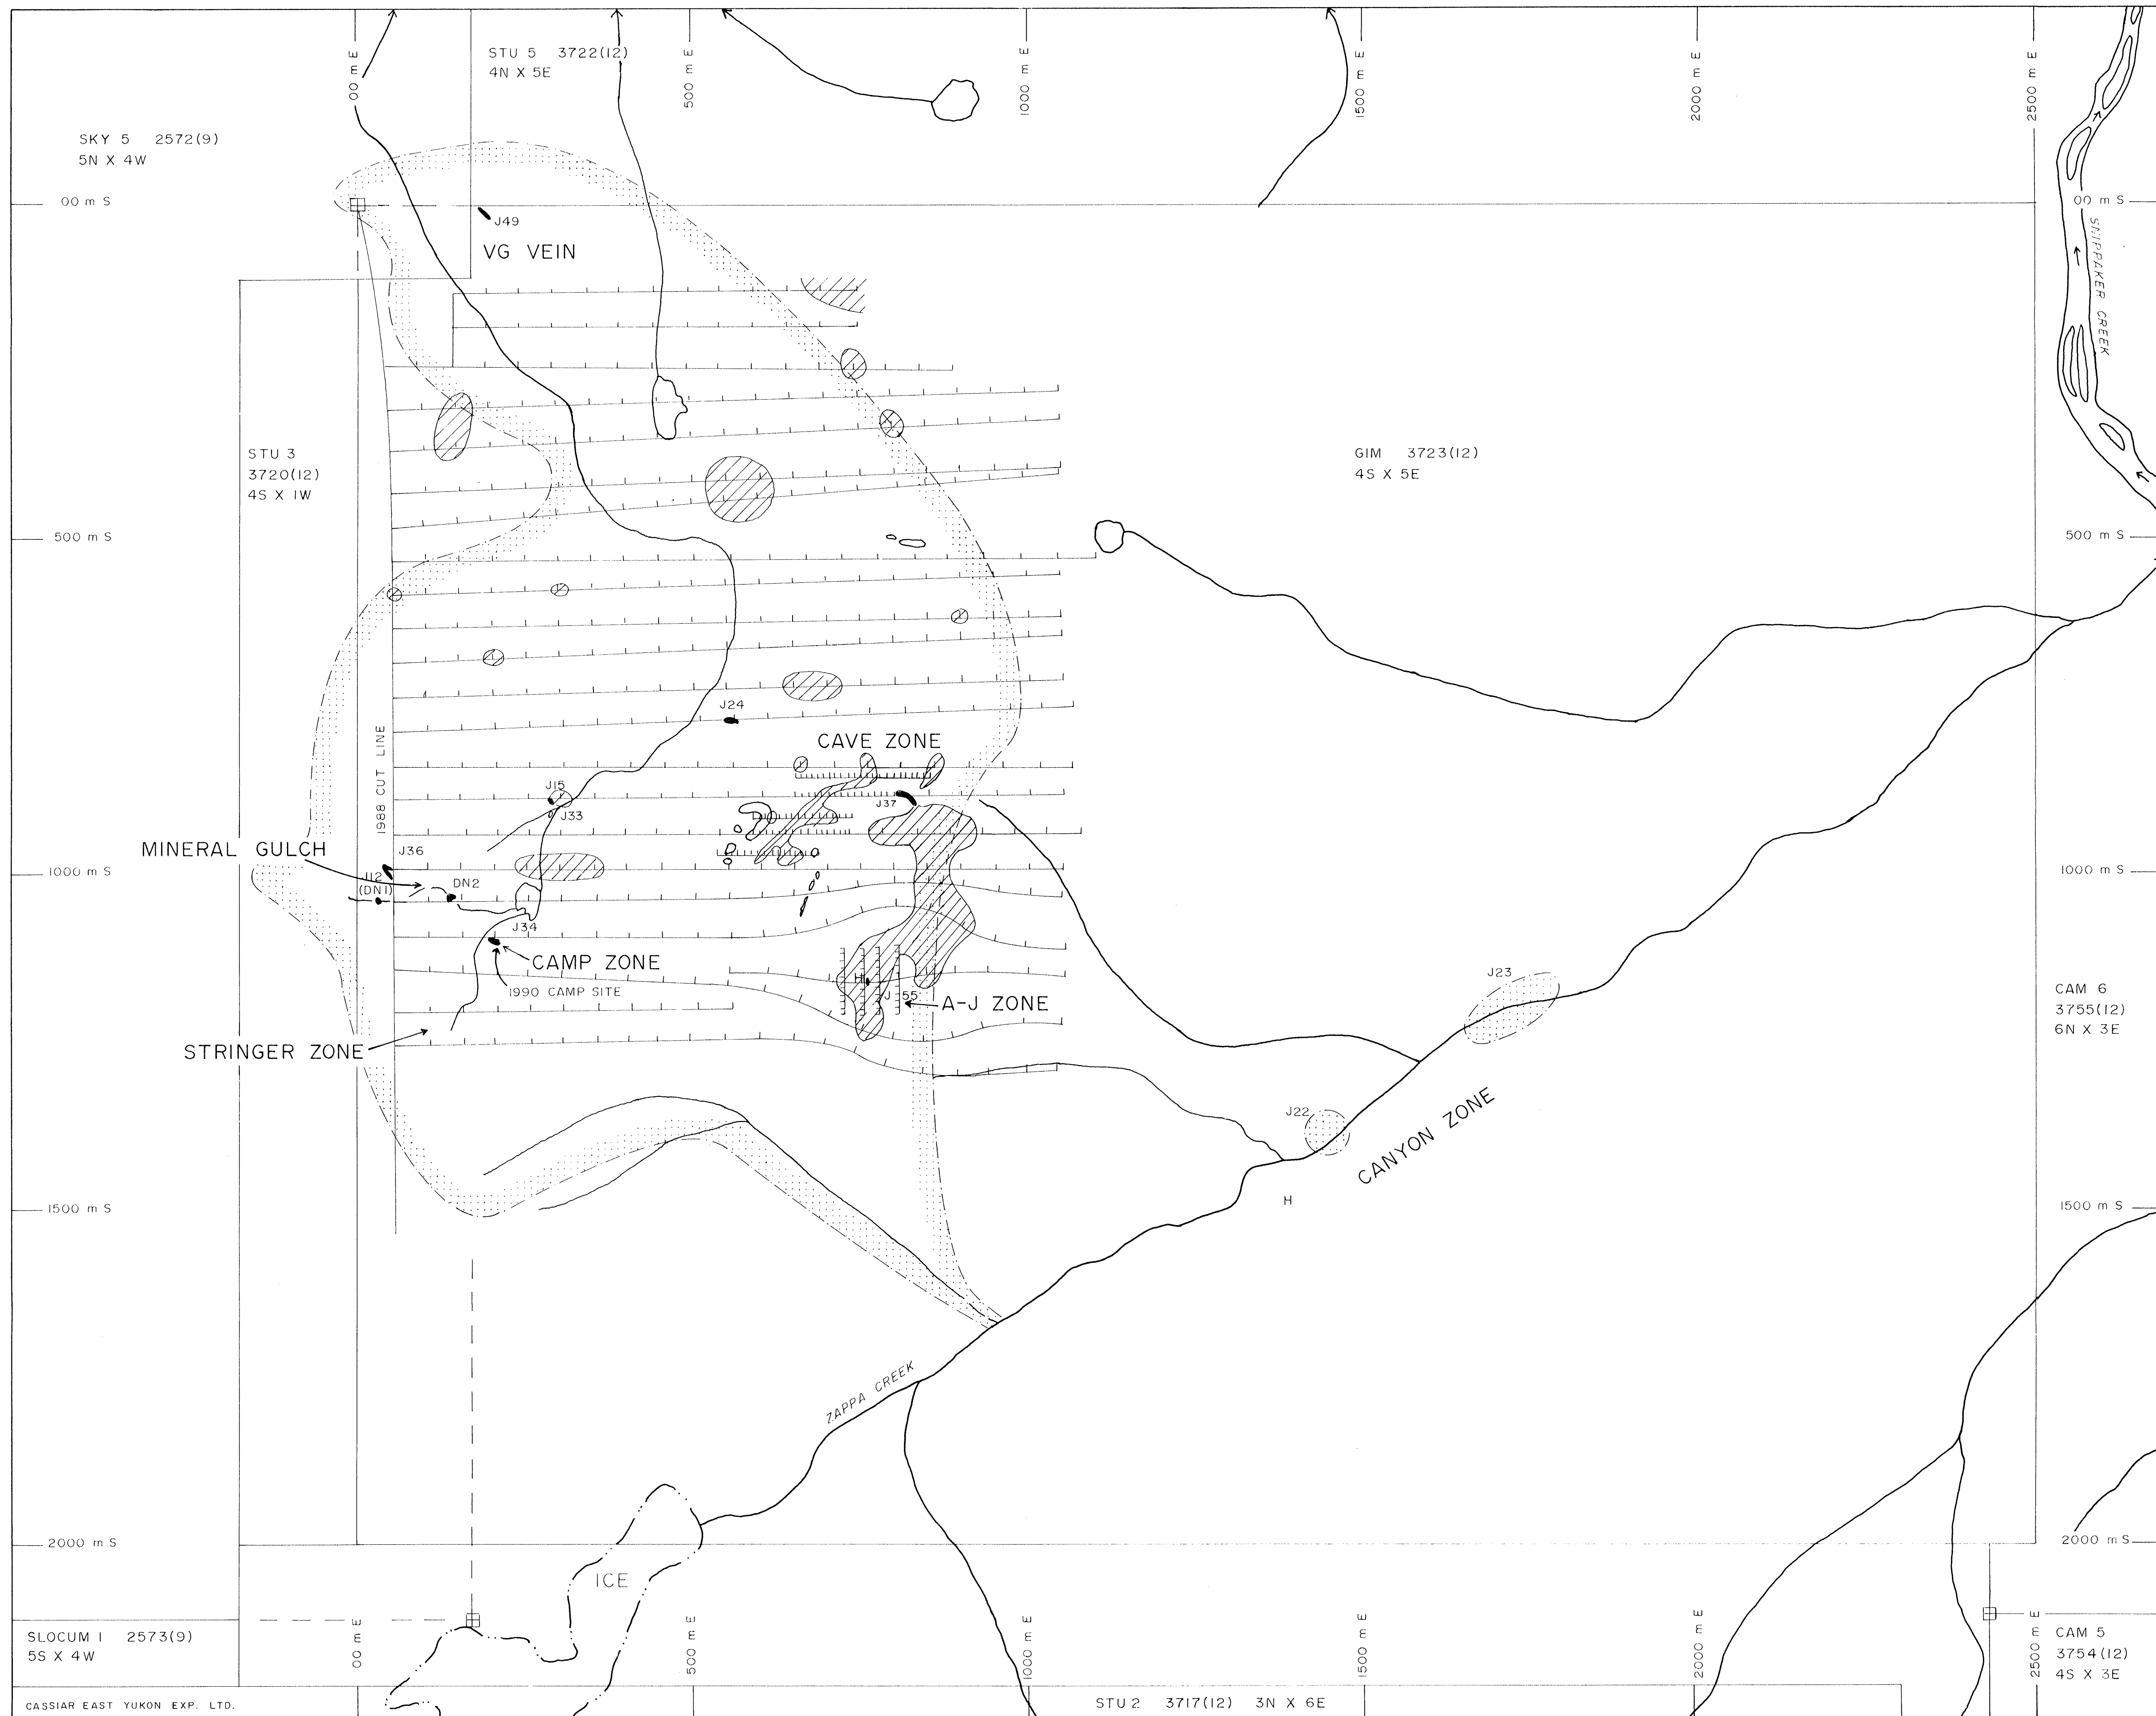 00 m E
500 m E
1000 m E
1500 m E
2000 m E
2500 m E
STU 5 3722(12)
4N X 5E
SKY 5 2572(9)
5N X 4W
00 m S
00 m S
J49
VG VEIN
SNIPPAKER CREEK
STU 3
3720(12)
4S X 1W
GIM 3723(12)
4S X 5E
500 m S
500 m S
J24
CAVE ZONE
1988 CUT LINE
J15
J33
J37
MINERAL GULCH
J36
1000 m S
1000 m S
J12
(DN1)
DN2
J34
CAMP ZONE
1990 CAMP SITE
H
J 55
A-J ZONE
J23
CAM 6
3755(12)
6N X 3E
STRINGER ZONE
J22
CANYON ZONE
H
1500 m S
1500 m S
ZAPPA CREEK
2000 m S
2000 m S
ICE
00 m E
500 m E
1000 m E
1500 m E
2000 m E
2500 m E
SLOCUM 1 2573(9)
5S X 4W
CAM 5
3754(12)
4S X 3E
CASSIAR EAST YUKON EXP. LTD.
STU 2 3717(12) 3N X 6E